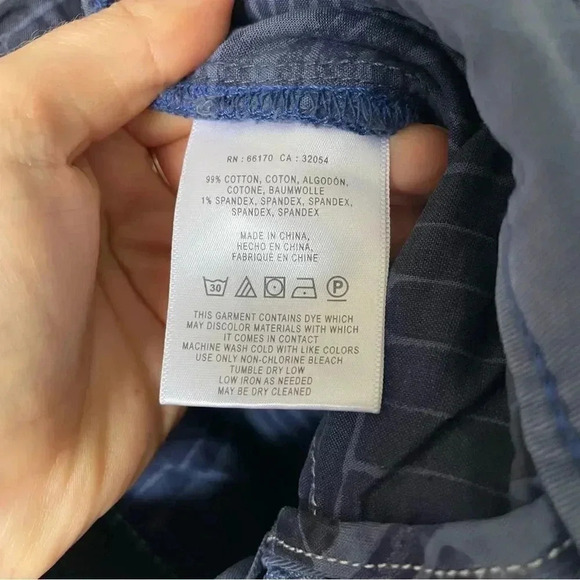 RN : 66170 CA : 32054
99% COTTON, COTON, ALGODÓN,
COTONE, BAUMWOLLE
1% SPANDEX, SPANDEX, SPANDEX,
SPANDEX, SPANDEX
MADE IN CHINA,
HECHO EN CHINA,
FABRIQUÉ EN CHINE
30 P
THIS GARMENT CONTAINS DYE WHICH
MAY DISCOLOR MATERIALS WITH WHICH
IT COMES IN CONTACT
MACHINE WASH COLD WITH LIKE COLORS
USE ONLY NON-CHLORINE BLEACH
TUMBLE DRY LOW
LOW IRON AS NEEDED
MAY BE DRY CLEANED